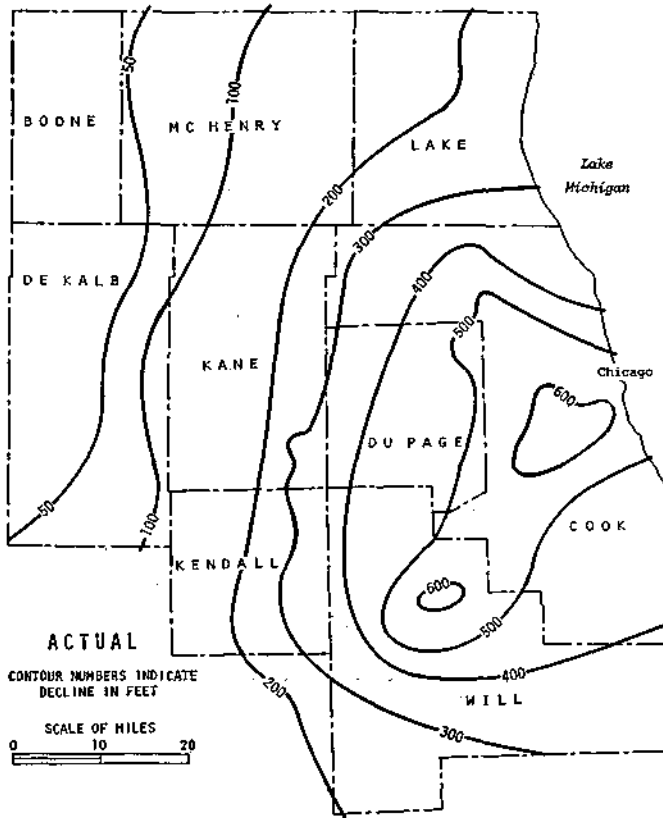 50
100
BOONE
MC HENRY
LAKE
Lake
Michigan
200
300
DE KALB
400
500
KANE
Chicago
600
DU PAGE
50
100
COOK
KENDALL
600
500
ACTUAL
CONTOUR NUMBERS INDICATE
DECLINE IN FEET
400
200
WILL
SCALE OF MILES
300
0 10 20